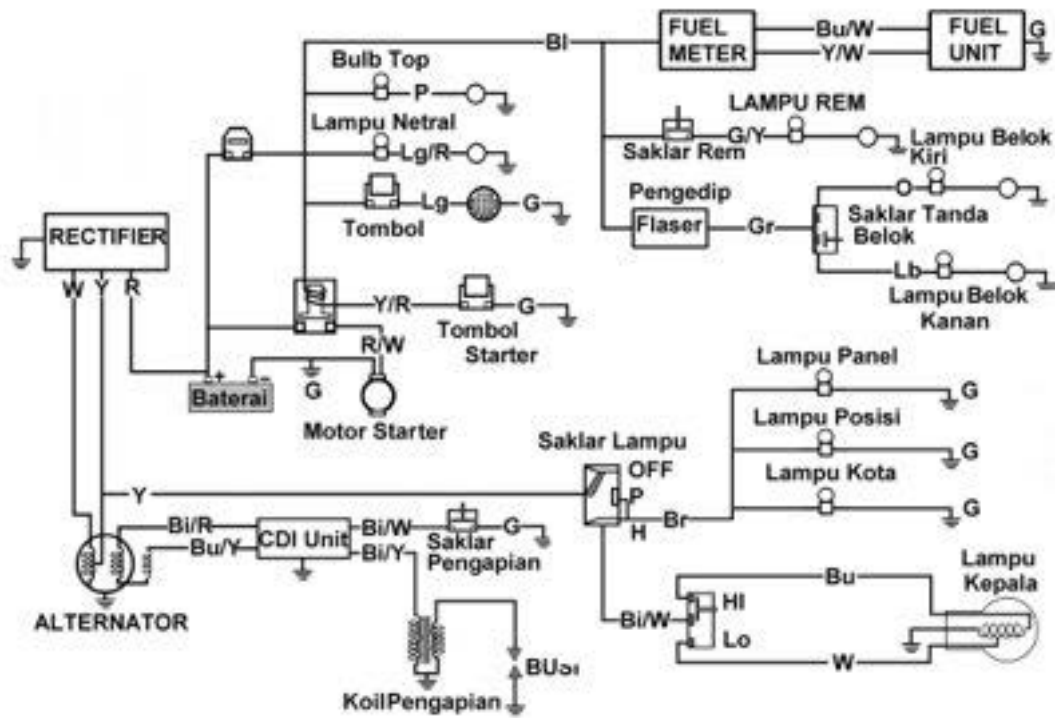 FUEL METER
Bu/W
Y/W
FUEL UNIT
G
Bl
Bulb Top
P
LAMPU REM
Lampu Netral
Lg/R
Saklar Rem
G/Y
Lampu Belok Kiri
Lg
G
Tombol
Pengedip
Flaser
Gr
O
Saklar Tanda Belok
RECTIFIER
W
Y
R
Lb
Lampu Belok Kanan
Y/R
G
Tombol Starter
R/W
+
-
G
Baterai
Motor Starter
Lampu Panel
G
Saklar Lampu
OFF
P
H
Lampu Posisi
G
Lampu Kota
G
Br
Y
Bi/R
Bu/Y
CDI Unit
Bi/W
Bi/Y
G
Saklar Pengapian
ALTERNATOR
Koil Pengapian
BUSI
Bi/W
HI
Lo
Bu
W
Lampu Kepala